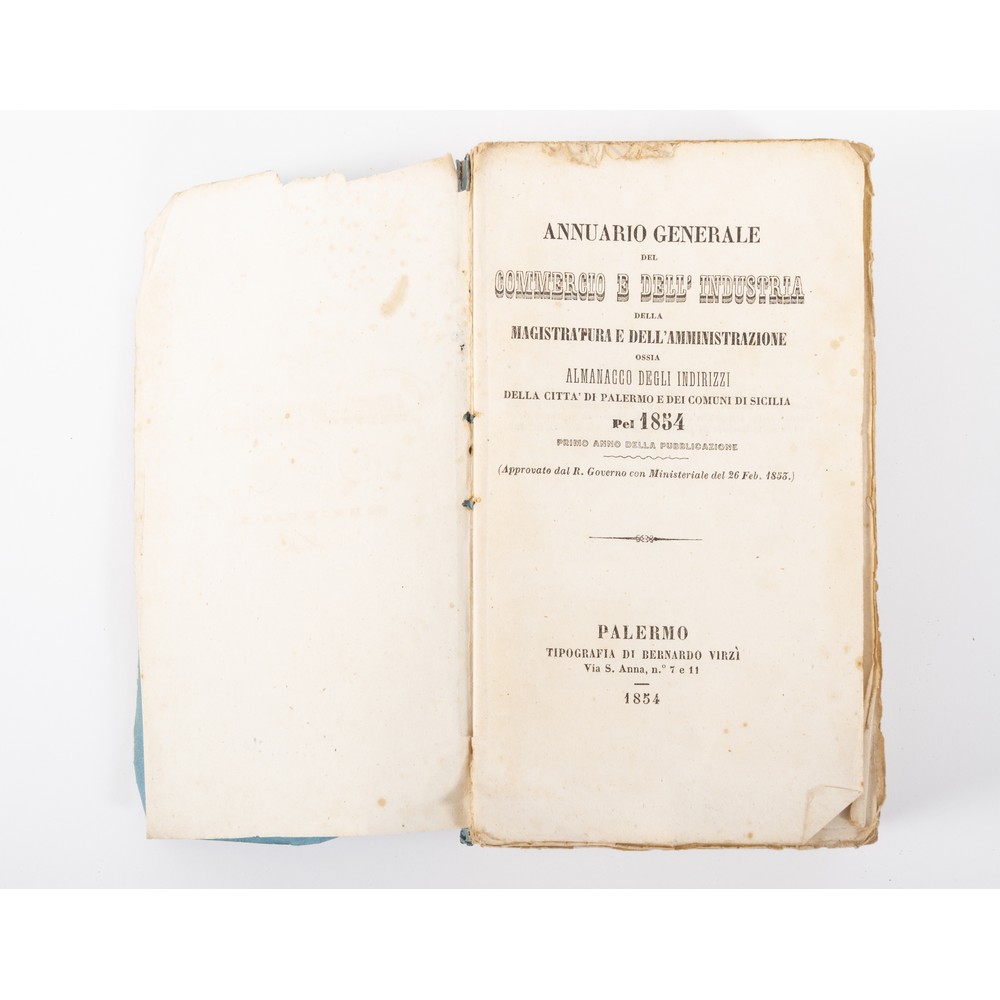 ANNUARIO GENERALE
DEL
COMMERCIO E DELL' INDUSTRIA
DELLA
MAGISTRATURA E DELL'AMMINISTRAZIONE
OSSIA
ALMANACCO DEGLI INDIRIZZI
DELLA CITTA' DI PALERMO E DEI COMUNI DI SICILIA
Pel 1854
PRIMO ANNO DELLA PUBBLICAZIONE
(Approvato dal R. Governo con Ministeriale del 26 Feb. 1853.)
PALERMO
TIPOGRAFIA DI BERNARDO VIRZÌ
Via S. Anna, n.º 7 e 11
1854